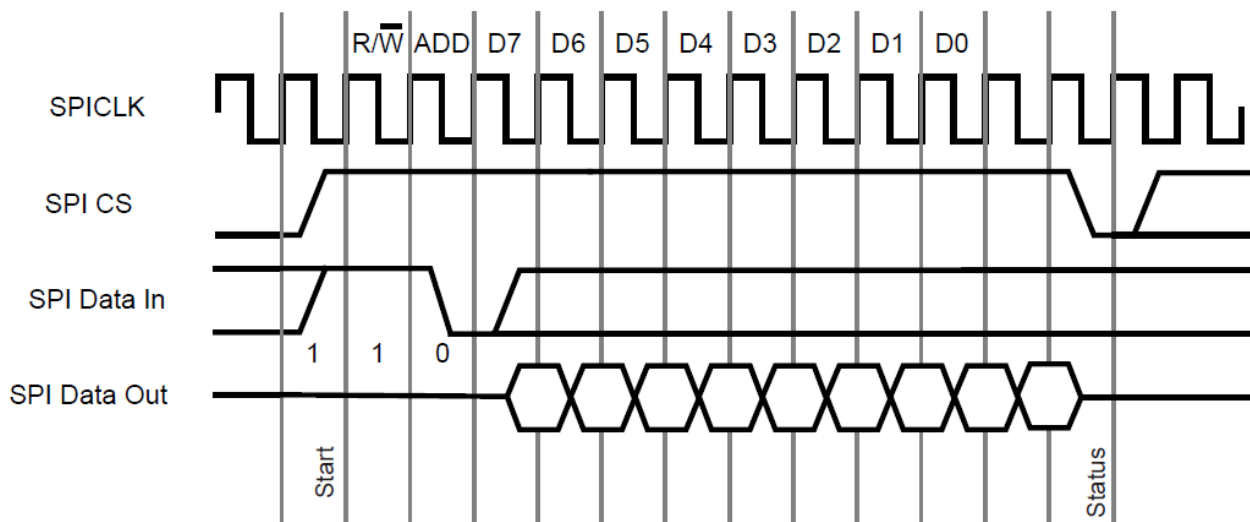 R/W̅ ADD D7 D6 D5 D4 D3 D2 D1 D0
SPICLK
SPI CS
SPI Data In
1 1 0
SPI Data Out
Start
Status